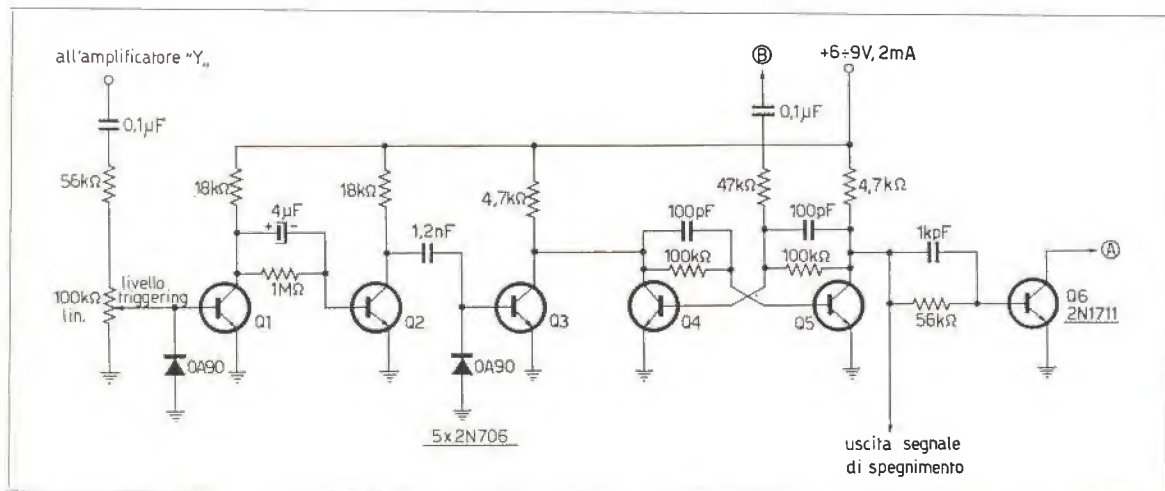 all'amplificatore "Y"
0,1µF
56kΩ
100kΩ
lin.
livello
triggering
0A90
18kΩ
Q1
4µF
+ -
1MΩ
18kΩ
Q2
1,2nF
0A90
5x2N706
4,7kΩ
Q3
100pF
100kΩ
Q4
B
0,1µF
47kΩ
100pF
100kΩ
+6÷9V, 2mA
4,7kΩ
Q5
1kpF
56kΩ
A
Q6
2N1711
uscita segnale
di spegnimento